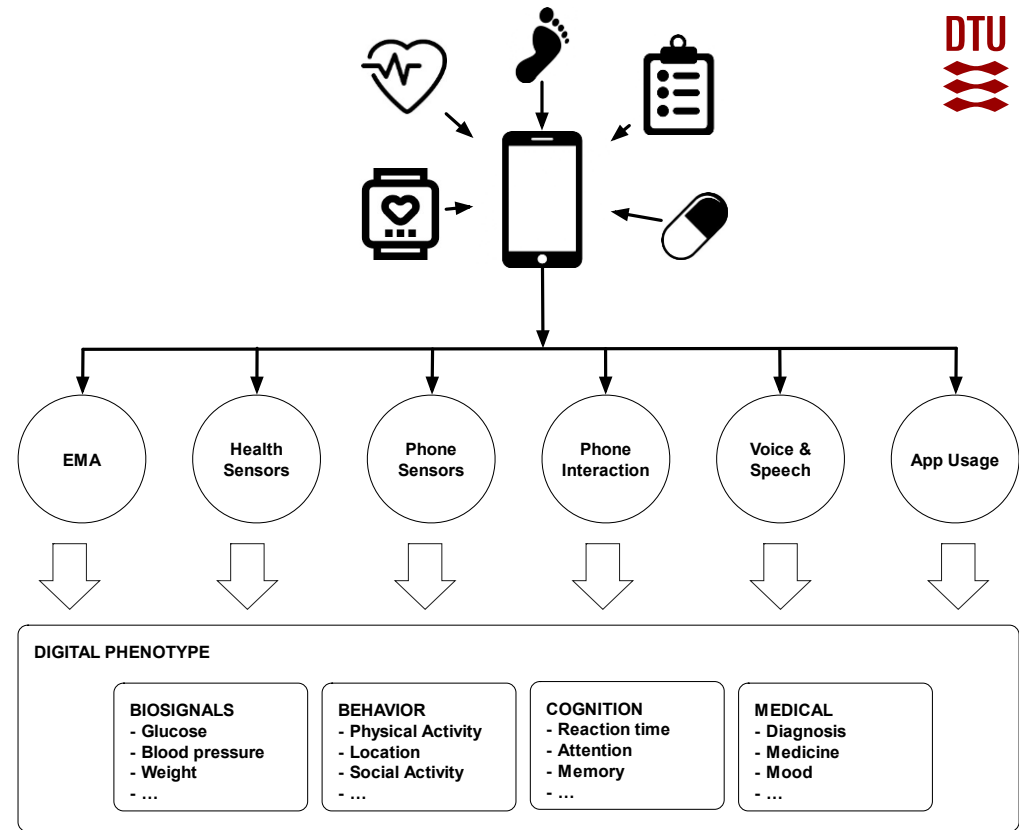 DTU
EMA
Health
Sensors
Phone
Sensors
Phone
Interaction
Voice &
Speech
App Usage
DIGITAL PHENOTYPE
BIOSIGNALS
- Glucose
- Blood pressure
- Weight
- ...
BEHAVIOR
- Physical Activity
- Location
- Social Activity
- ...
COGNITION
- Reaction time
- Attention
- Memory
- ...
MEDICAL
- Diagnosis
- Medicine
- Mood
- ...